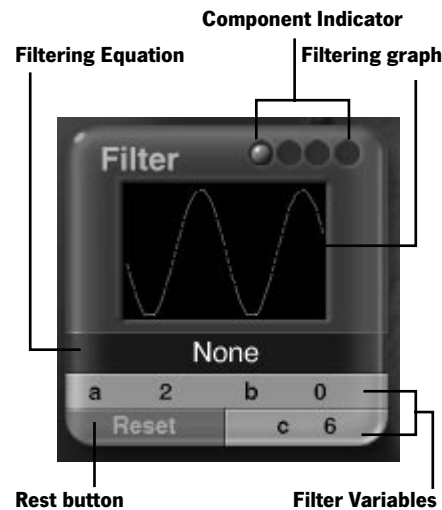 Component Indicator
Filtering Equation
Filtering graph
Filter
None
a 2 b 0
Reset c 6
Rest button
Filter Variables